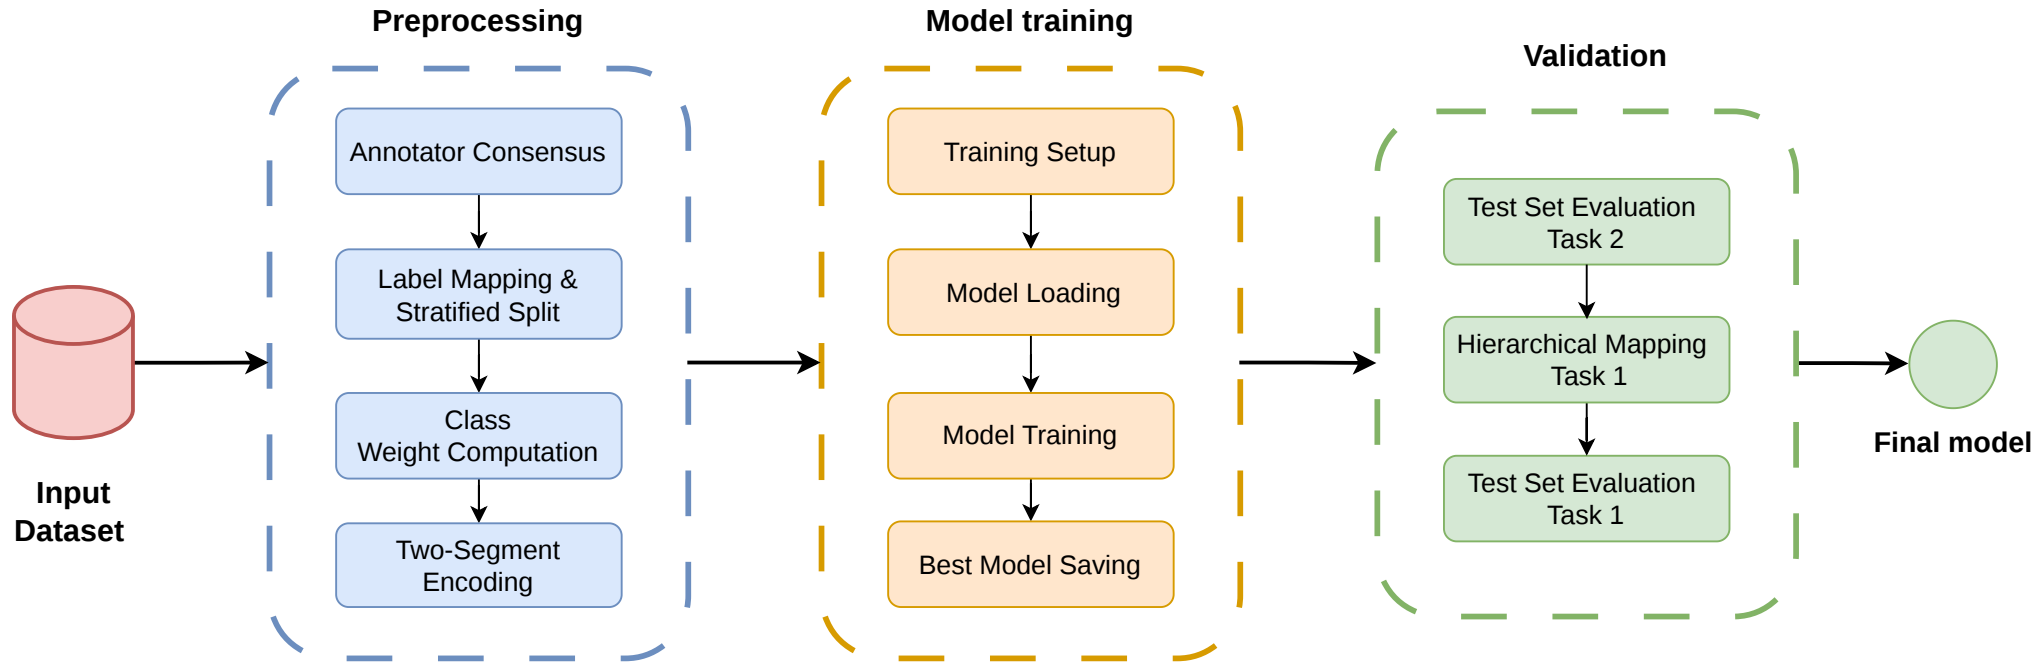 Input
Dataset
Preprocessing
Annotator Consensus
Label Mapping &
Stratified Split
Class
Weight Computation
Two-Segment
Encoding
Model training
Training Setup
Model Loading
Model Training
Best Model Saving
Validation
Test Set Evaluation
Task 2
Hierarchical Mapping
Task 1
Test Set Evaluation
Task 1
Final model